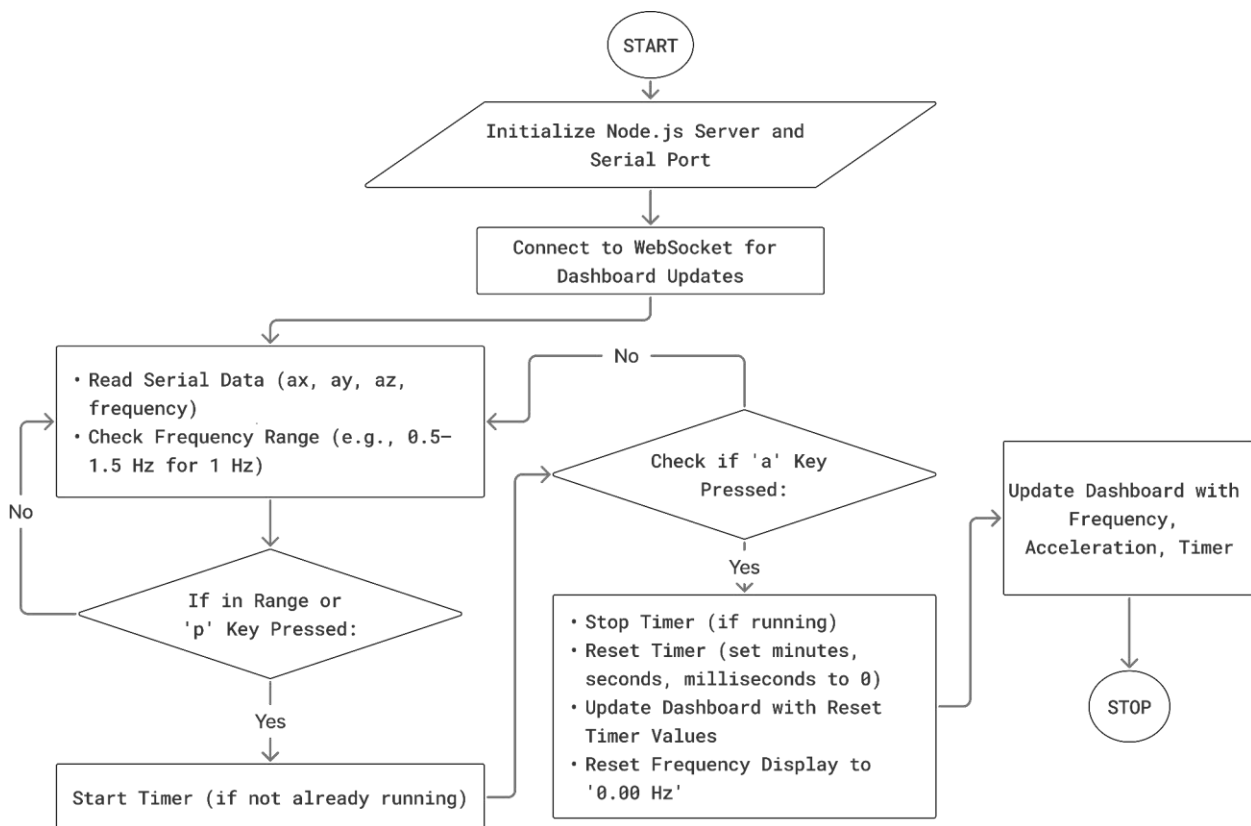 START
Initialize Node.js Server and
Serial Port
Connect to WebSocket for
Dashboard Updates
• Read Serial Data (ax, ay, az,
frequency)
• Check Frequency Range (e.g., 0.5–
1.5 Hz for 1 Hz)
No
If in Range or
'p' Key Pressed:
Yes
Start Timer (if not already running)
No
Check if 'a' Key
Pressed:
Yes
• Stop Timer (if running)
• Reset Timer (set minutes,
seconds, milliseconds to 0)
• Update Dashboard with Reset
Timer Values
• Reset Frequency Display to
'0.00 Hz'
Update Dashboard with
Frequency,
Acceleration, Timer
STOP